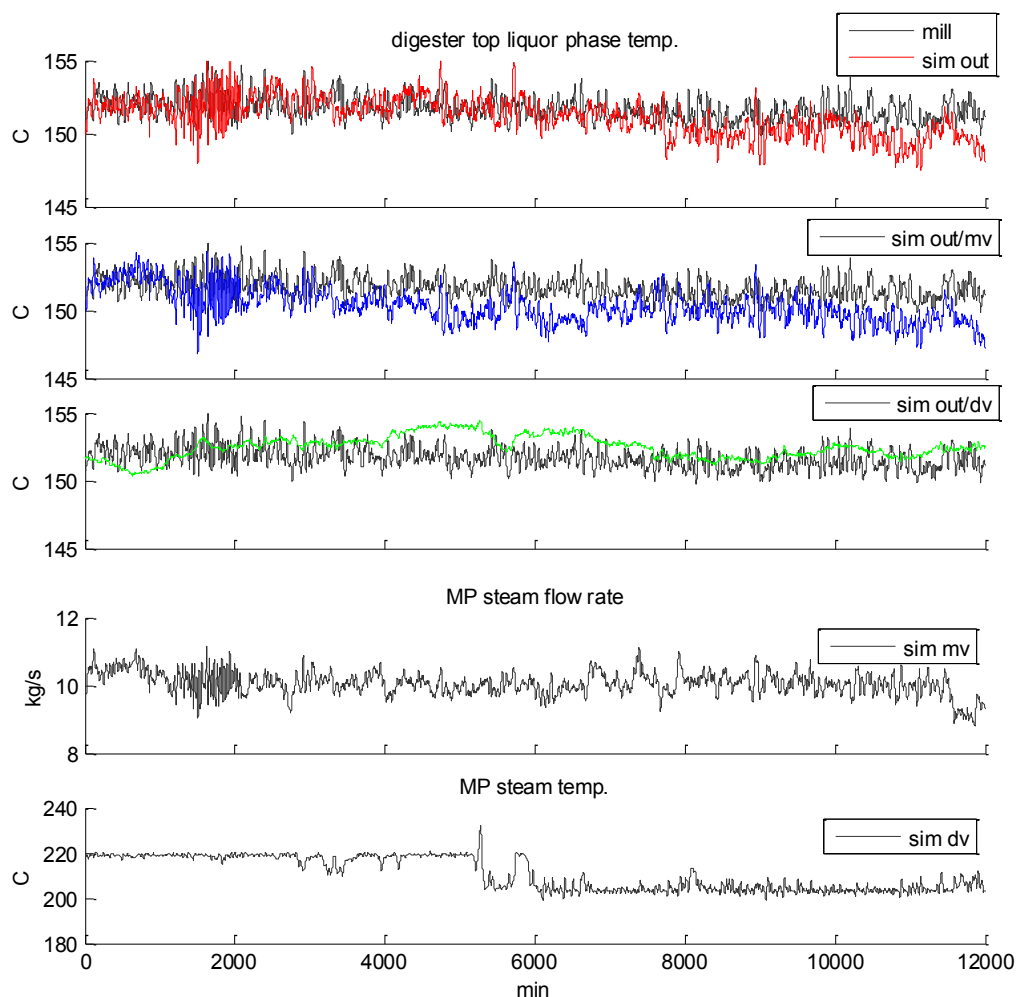 digester top liquor phase temp.
mill
sim out
155
150
145
C
sim out/mv
155
150
145
C
sim out/dv
155
150
145
C
MP steam flow rate
12
10
8
kg/s
sim mv
MP steam temp.
240
220
200
180
C
sim dv
0
2000
4000
6000
8000
10000
12000
min